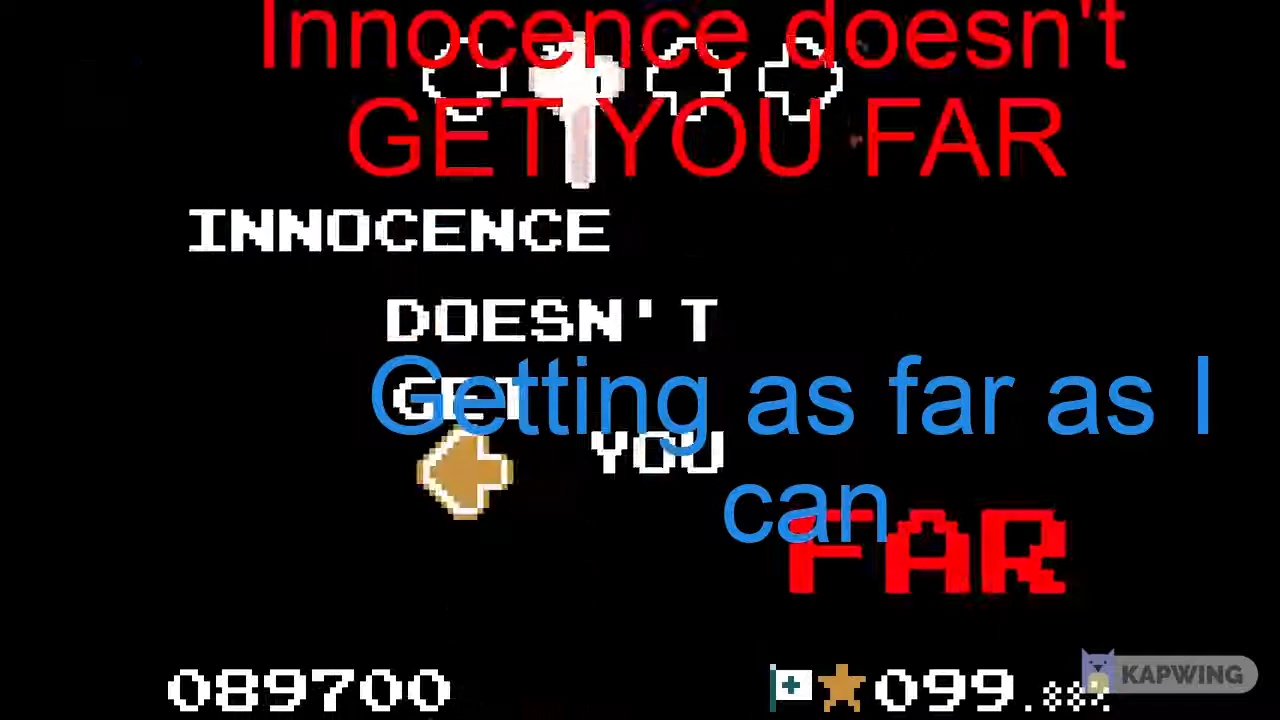 Innocence doesn't
GET YOU FAR
INNOCENCE
DOESN'T
Getting as far as I
GET
YOU
can
FAR
089700
099.
KAPWING